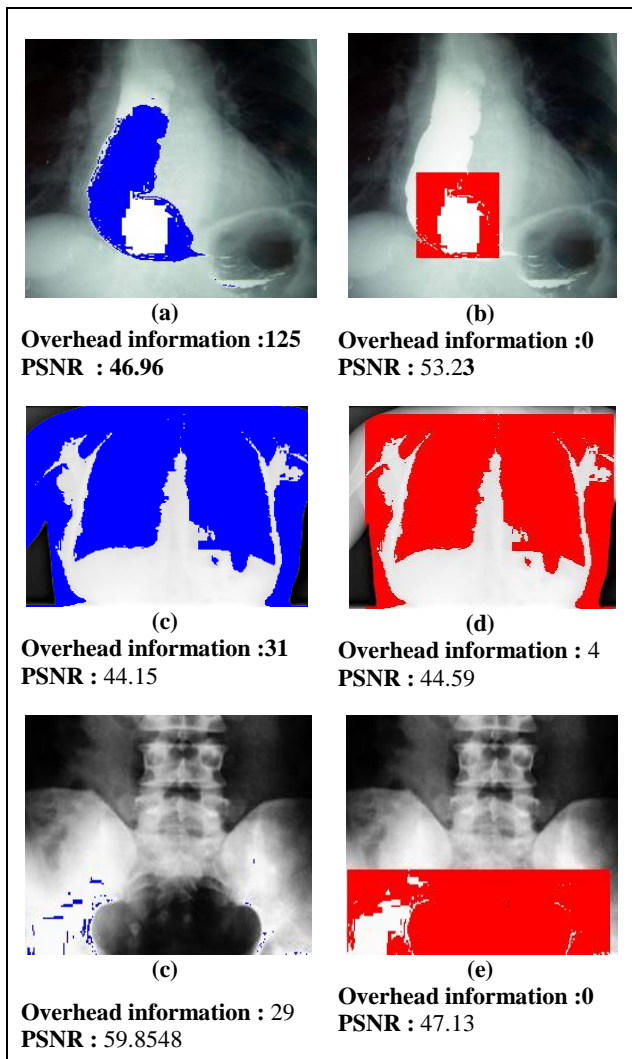 (a)
Overhead information :125
PSNR : 46.96
(b)
Overhead information :0
PSNR : 53.23
(c)
Overhead information :31
PSNR : 44.15
(d)
Overhead information : 4
PSNR : 44.59
(c)
Overhead information : 29
PSNR : 59.8548
(e)
Overhead information :0
PSNR : 47.13